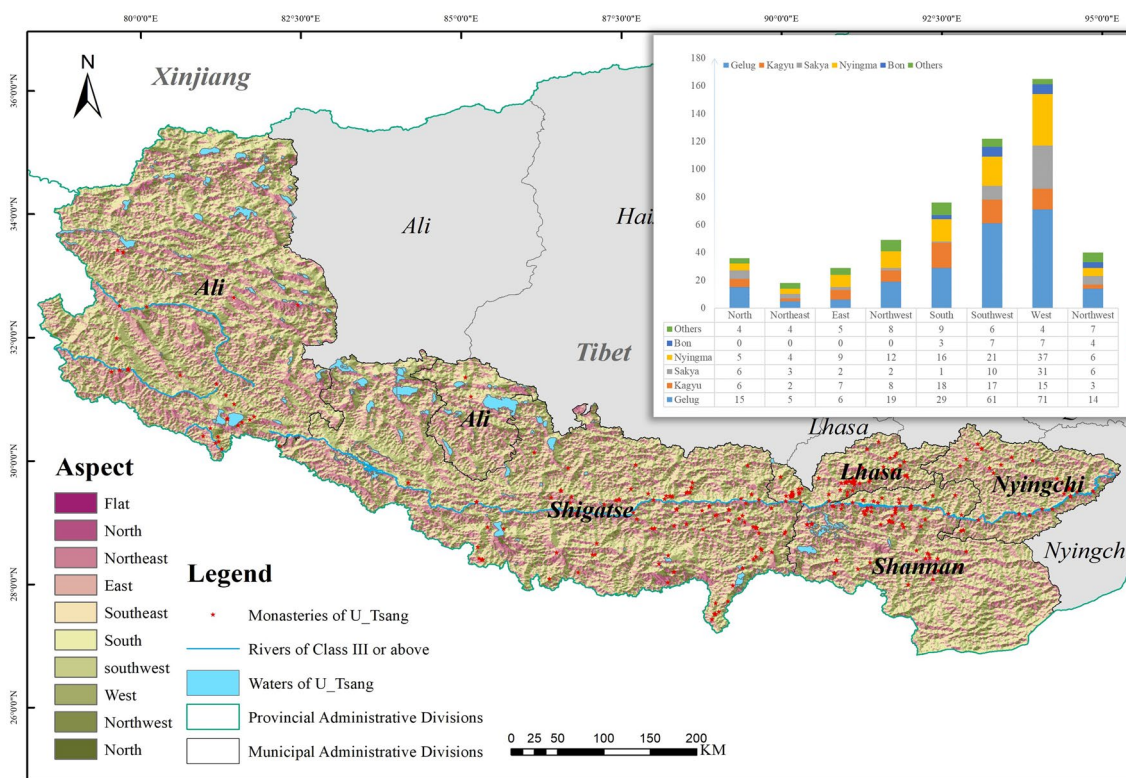 80°0'0"E 82°30'0"E 85°0'0"E 87°30'0"E 90°0'0"E 92°30'0"E 95°0'0"E
36°0'0"N
34°0'0"N
32°0'0"N
30°0'0"N
28°0'0"N
26°0'0"N
N
Xinjiang
Ali
Ali
Tibet
Ali
Lhasa
Lhasa
Nyingchi
Shigatse
Shannan
Nyingch
180
160
140
120
100
80
60
40
20
0
Gelug Kagyu Sakya Nyingma Bon Others
North Northeast East Northwest South Southwest West Northwest
Others 4 4 5 8 9 6 4 7
Bon 0 0 0 0 3 7 7 4
Nyingma 5 4 9 12 16 21 37 6
Sakya 6 3 2 2 1 10 31 6
Kagyu 6 2 7 8 18 17 15 3
Gelug 15 5 6 19 29 61 71 14
Aspect
Flat
North
Northeast
East
Southeast
South
southwest
West
Northwest
North
Legend
Monasteries of U_Tsang
Rivers of Class III or above
Waters of U_Tsang
Provincial Administrative Divisions
Municipal Administrative Divisions
0 25 50 100 150 200
KM